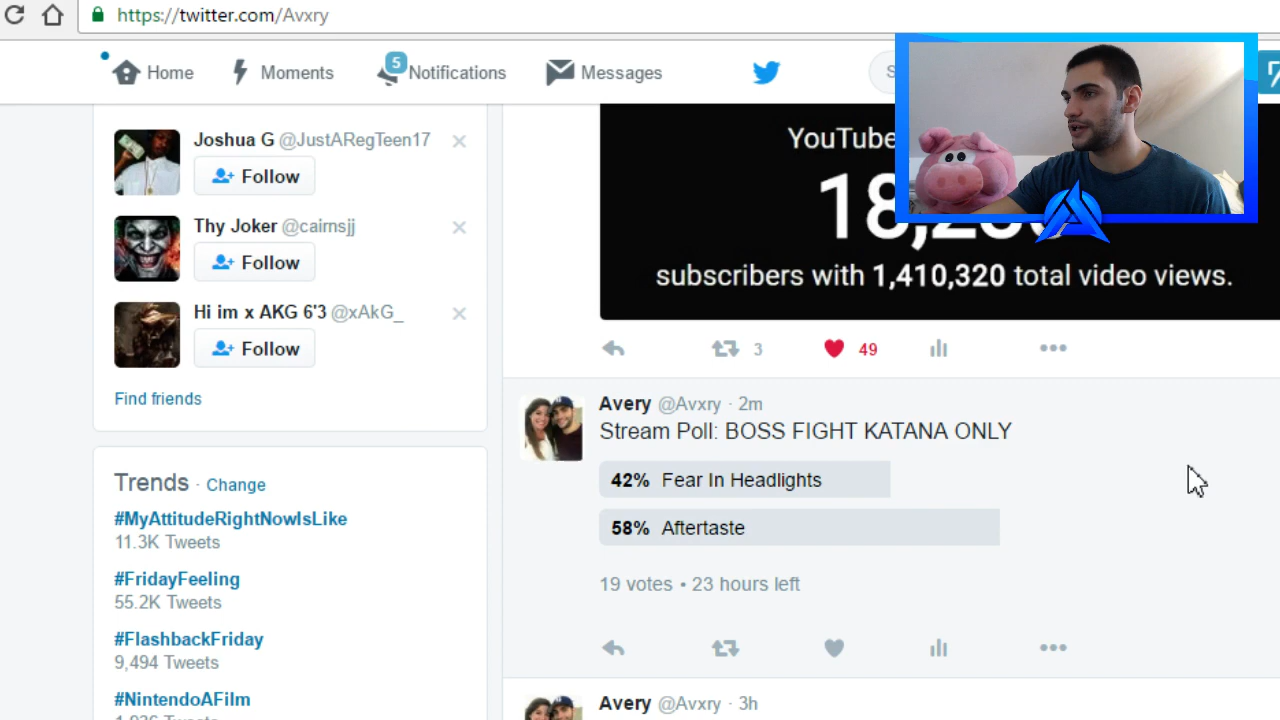 https://twitter.com/Avxry
Home
Moments
5
Notifications
Messages
S
Joshua G @JustARegTeen17
Follow
Thy Joker @cairnsjj
Follow
Hi im x AKG 6'3 @xAkG_
Follow
Find friends
Trends · Change
#MyAttitudeRightNowIsLike
11.3K Tweets
#FridayFeeling
55.2K Tweets
#FlashbackFriday
9,494 Tweets
#NintendoAFilm
YouTube
subscribers with 1,410,320 total video views.
3
49
Avery @Avxry · 2m
Stream Poll: BOSS FIGHT KATANA ONLY
42% Fear In Headlights
58% Aftertaste
19 votes • 23 hours left
Avery @Avxry · 3h